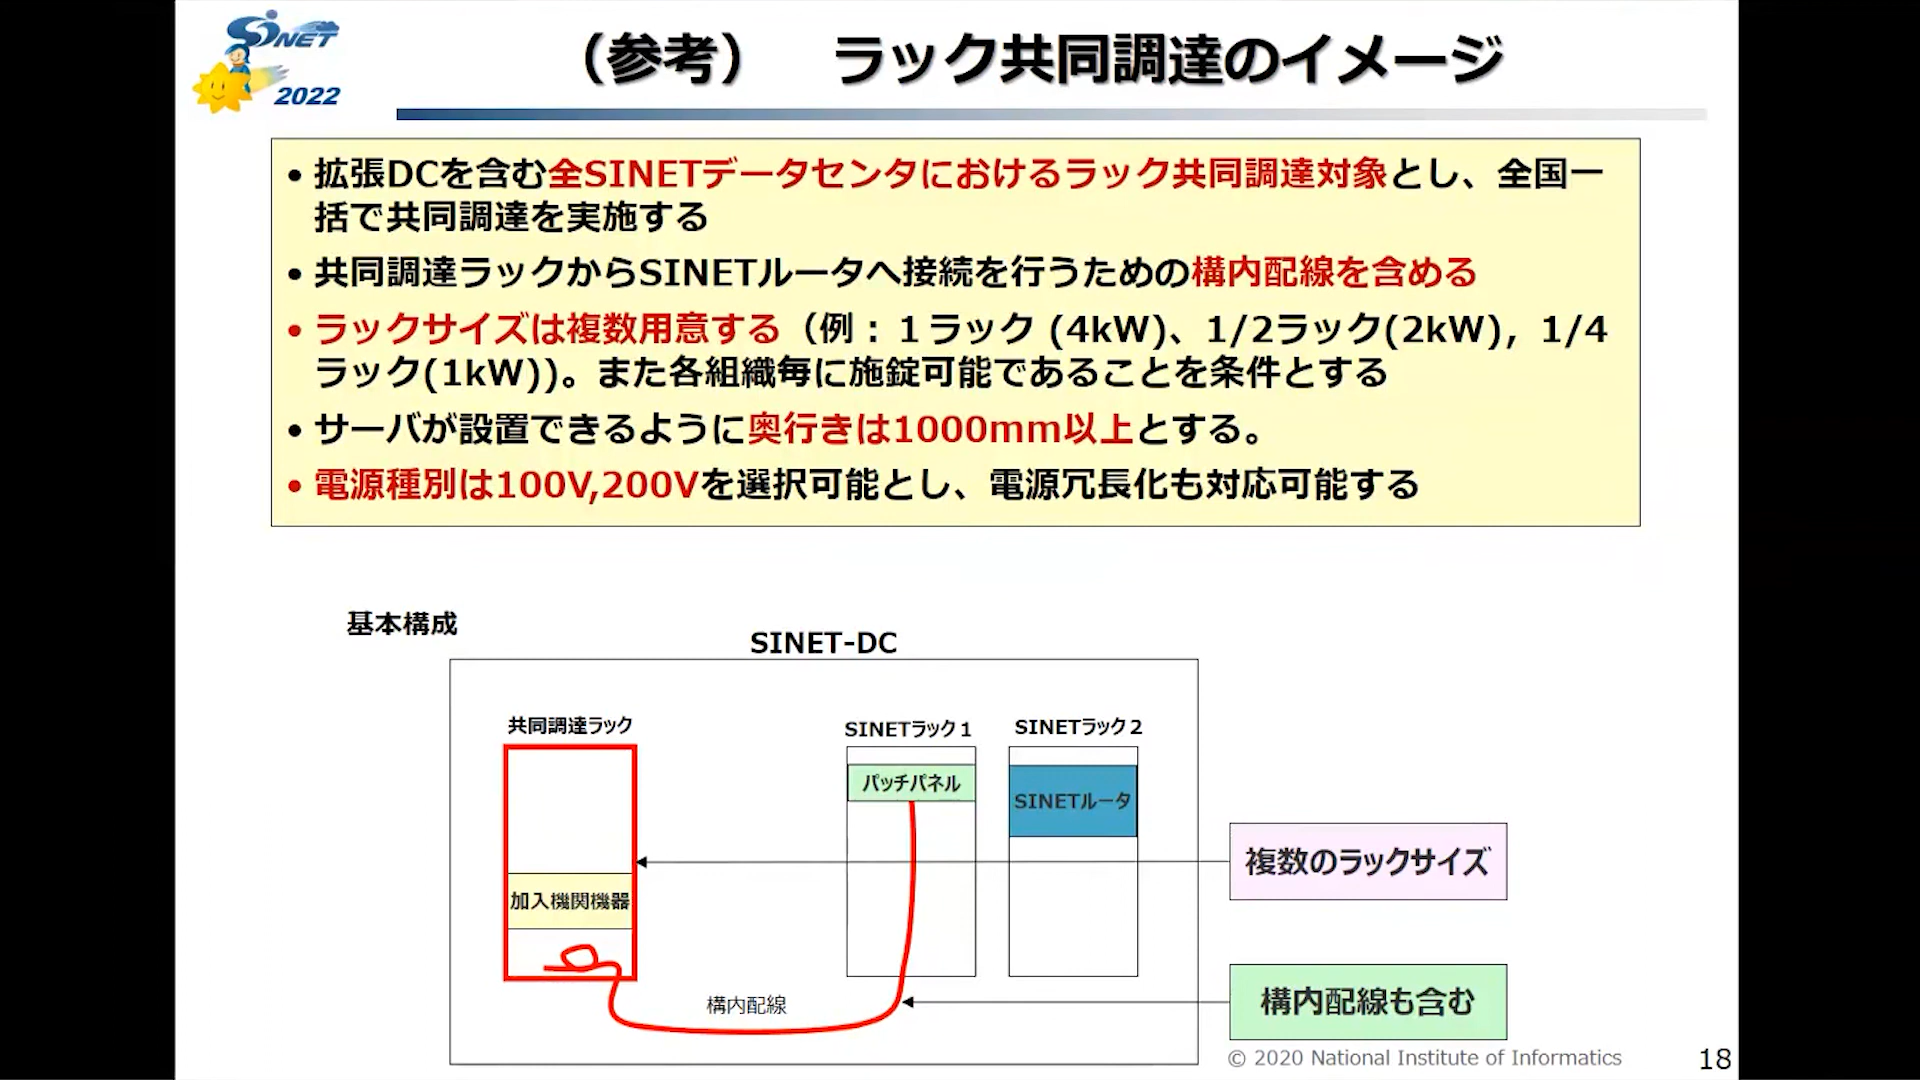 SINET
2022
（参考）　ラック共同調達のイメージ
• 拡張DCを含む全SINETデータセンタにおけるラック共同調達対象とし、全国一
括で共同調達を実施する
• 共同調達ラックからSINETルータへ接続を行うための構内配線を含める
• ラックサイズは複数用意する（例：１ラック (4kW)、1/2ラック(2kW)，1/4
ラック(1kW))。また各組織毎に施錠可能であることを条件とする
• サーバが設置できるように奥行きは1000mm以上とする。
• 電源種別は100V,200Vを選択可能とし、電源冗長化も対応可能する
基本構成
SINET-DC
共同調達ラック
SINETラック１
SINETラック２
パッチパネル
SINETルータ
複数のラックサイズ
加入機関機器
構内配線
構内配線も含む
© 2020 National Institute of Informatics
18